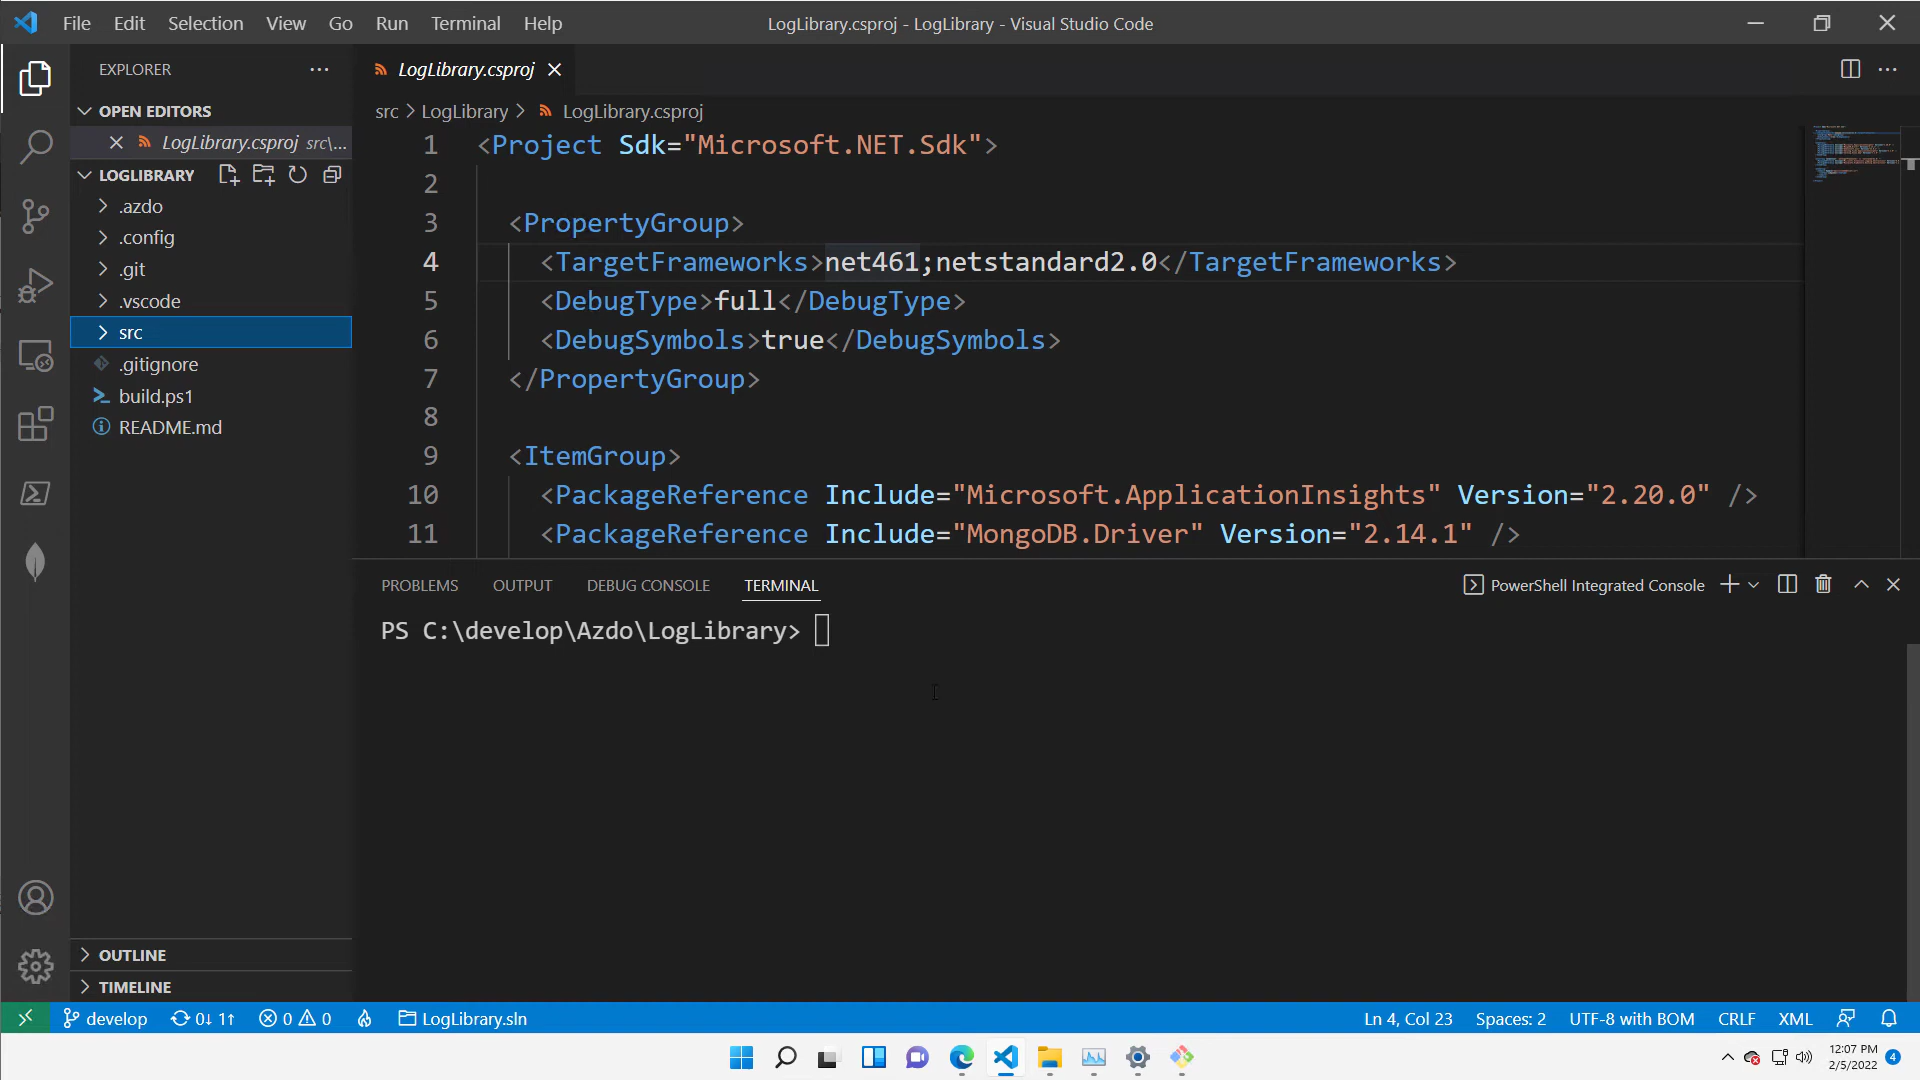 File Edit Selection View Go Run Terminal Help
LogLibrary.csproj - LogLibrary - Visual Studio Code
EXPLORER
OPEN EDITORS
LogLibrary.csproj src\...
LOGLIBRARY
.azdo
.config
.git
.vscode
src
.gitignore
build.ps1
README.md
OUTLINE
TIMELINE
LogLibrary.csproj
src > LogLibrary > LogLibrary.csproj
1 <Project Sdk="Microsoft.NET.Sdk">
2
3 <PropertyGroup>
4 <TargetFrameworks>net461;netstandard2.0</TargetFrameworks>
5 <DebugType>full</DebugType>
6 <DebugSymbols>true</DebugSymbols>
7 </PropertyGroup>
8
9 <ItemGroup>
10 <PackageReference Include="Microsoft.ApplicationInsights" Version="2.20.0" />
11 <PackageReference Include="MongoDB.Driver" Version="2.14.1" />
PROBLEMS OUTPUT DEBUG CONSOLE TERMINAL
PowerShell Integrated Console
PS C:\develop\Azdo\LogLibrary>
develop 0↓ 1↑ 0 0 LogLibrary.sln
Ln 4, Col 23 Spaces: 2 UTF-8 with BOM CRLF XML
12:07 PM
2/5/2022
4